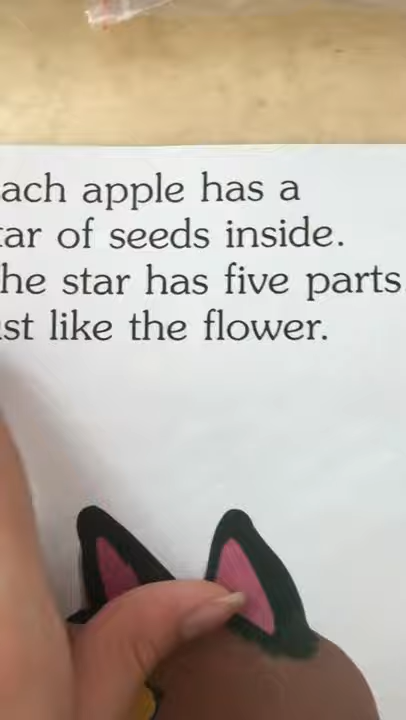 ach apple has a
tar of seeds inside.
he star has five parts
st like the flower.